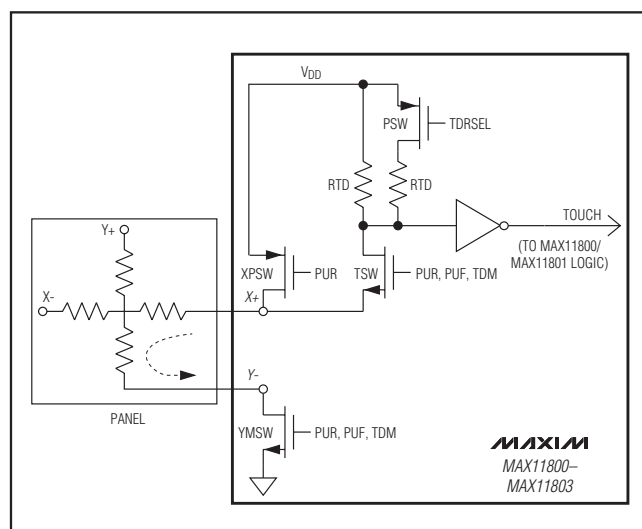 VDD
PSW
TDRSEL
RTD
RTD
TOUCH
(TO MAX11800/
MAX11801 LOGIC)
Y+
XPSW
PUR
TSW
PUR, PUF, TDM
X-
X+
Y-
PANEL
YMSW
PUR, PUF, TDM
MAXIM
MAX11800–
MAX11803